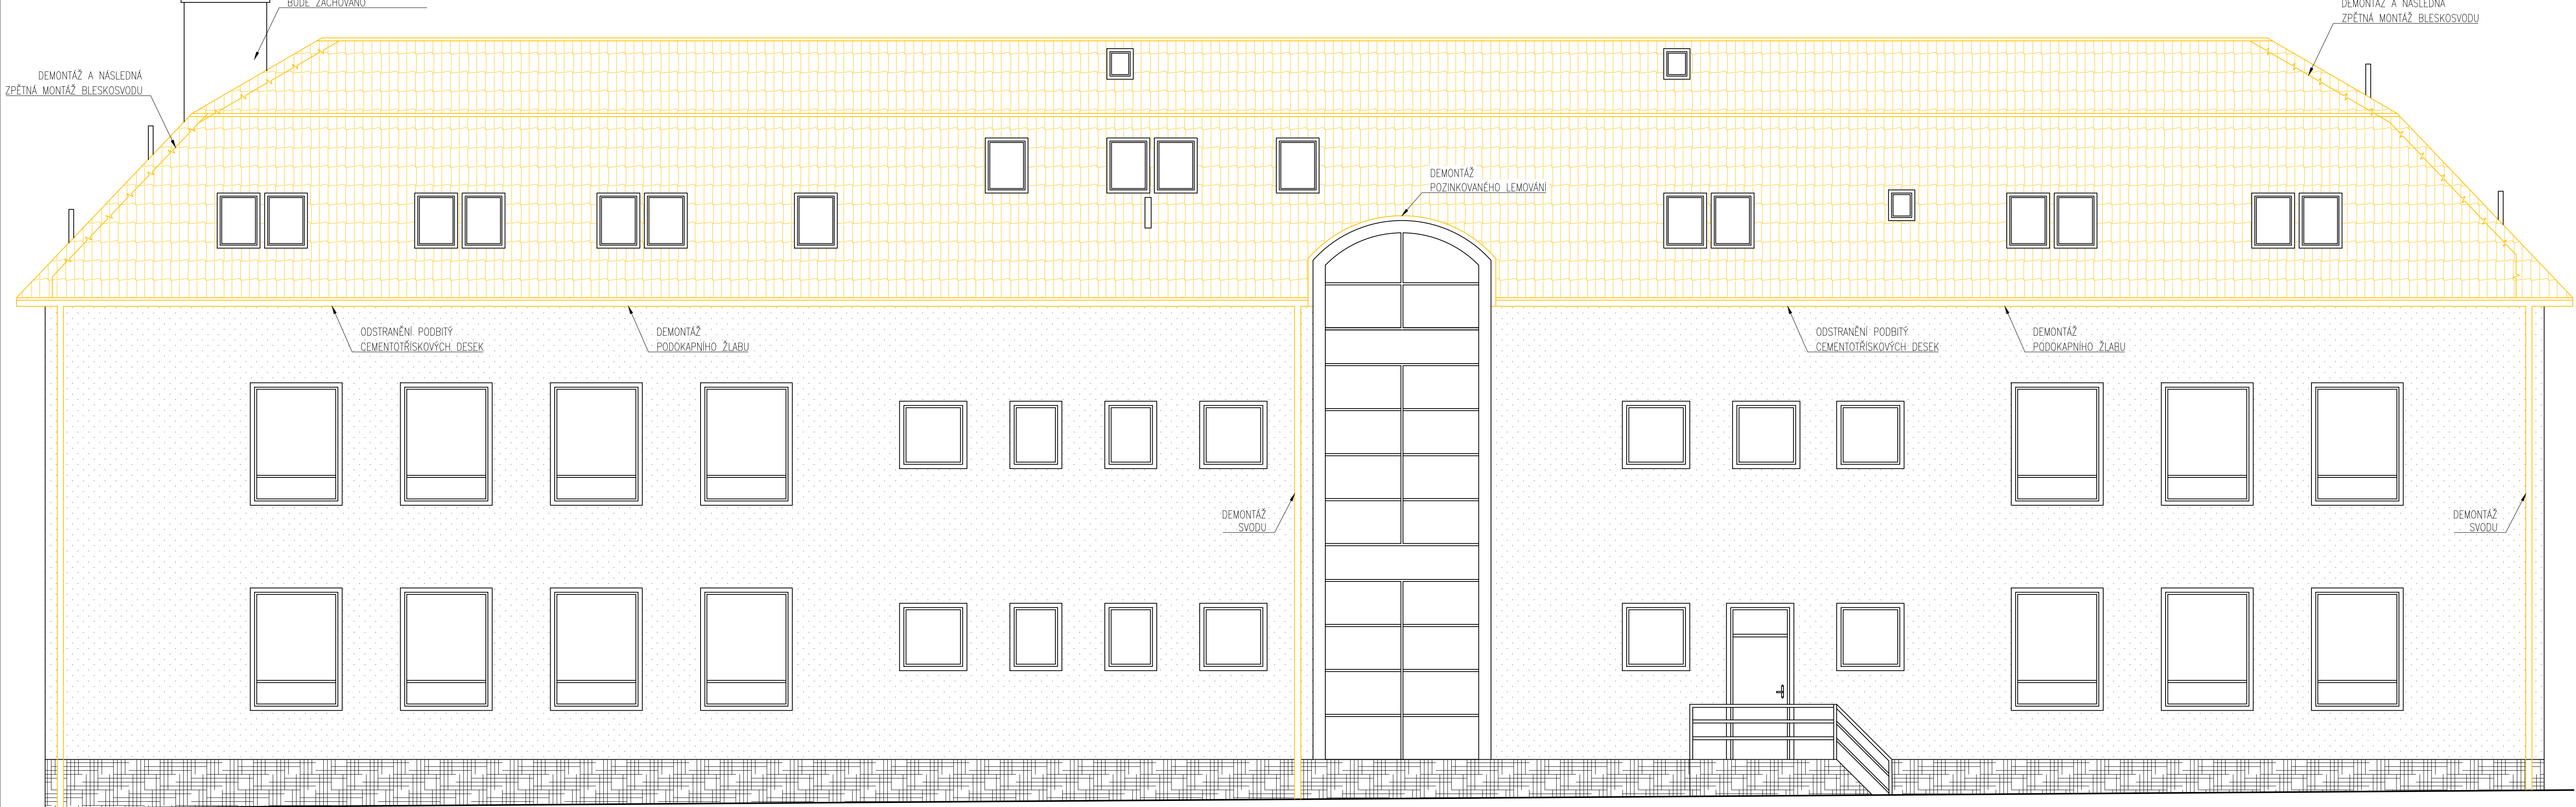 BUDE ZACHOVÁNO
DEMONTÁŽ A NÁSLEDNÁ
ZPĚTNÁ MONTÁŽ BLESKOSVODU
DEMONTÁŽ A NÁSLEDNÁ
ZPĚTNÁ MONTÁŽ BLESKOSVODU
DEMONTÁŽ
POZINKOVANÉHO LEMOVÁNÍ
ODSTRANĚNÍ PODBITÝ
CEMENTOTŘÍSKOVÝCH DESEK
DEMONTÁŽ
PODOKAPNÍHO ŽLABU
ODSTRANĚNÍ PODBITÝ
CEMENTOTŘÍSKOVÝCH DESEK
DEMONTÁŽ
PODOKAPNÍHO ŽLABU
DEMONTÁŽ
SVODU
DEMONTÁŽ
SVODU